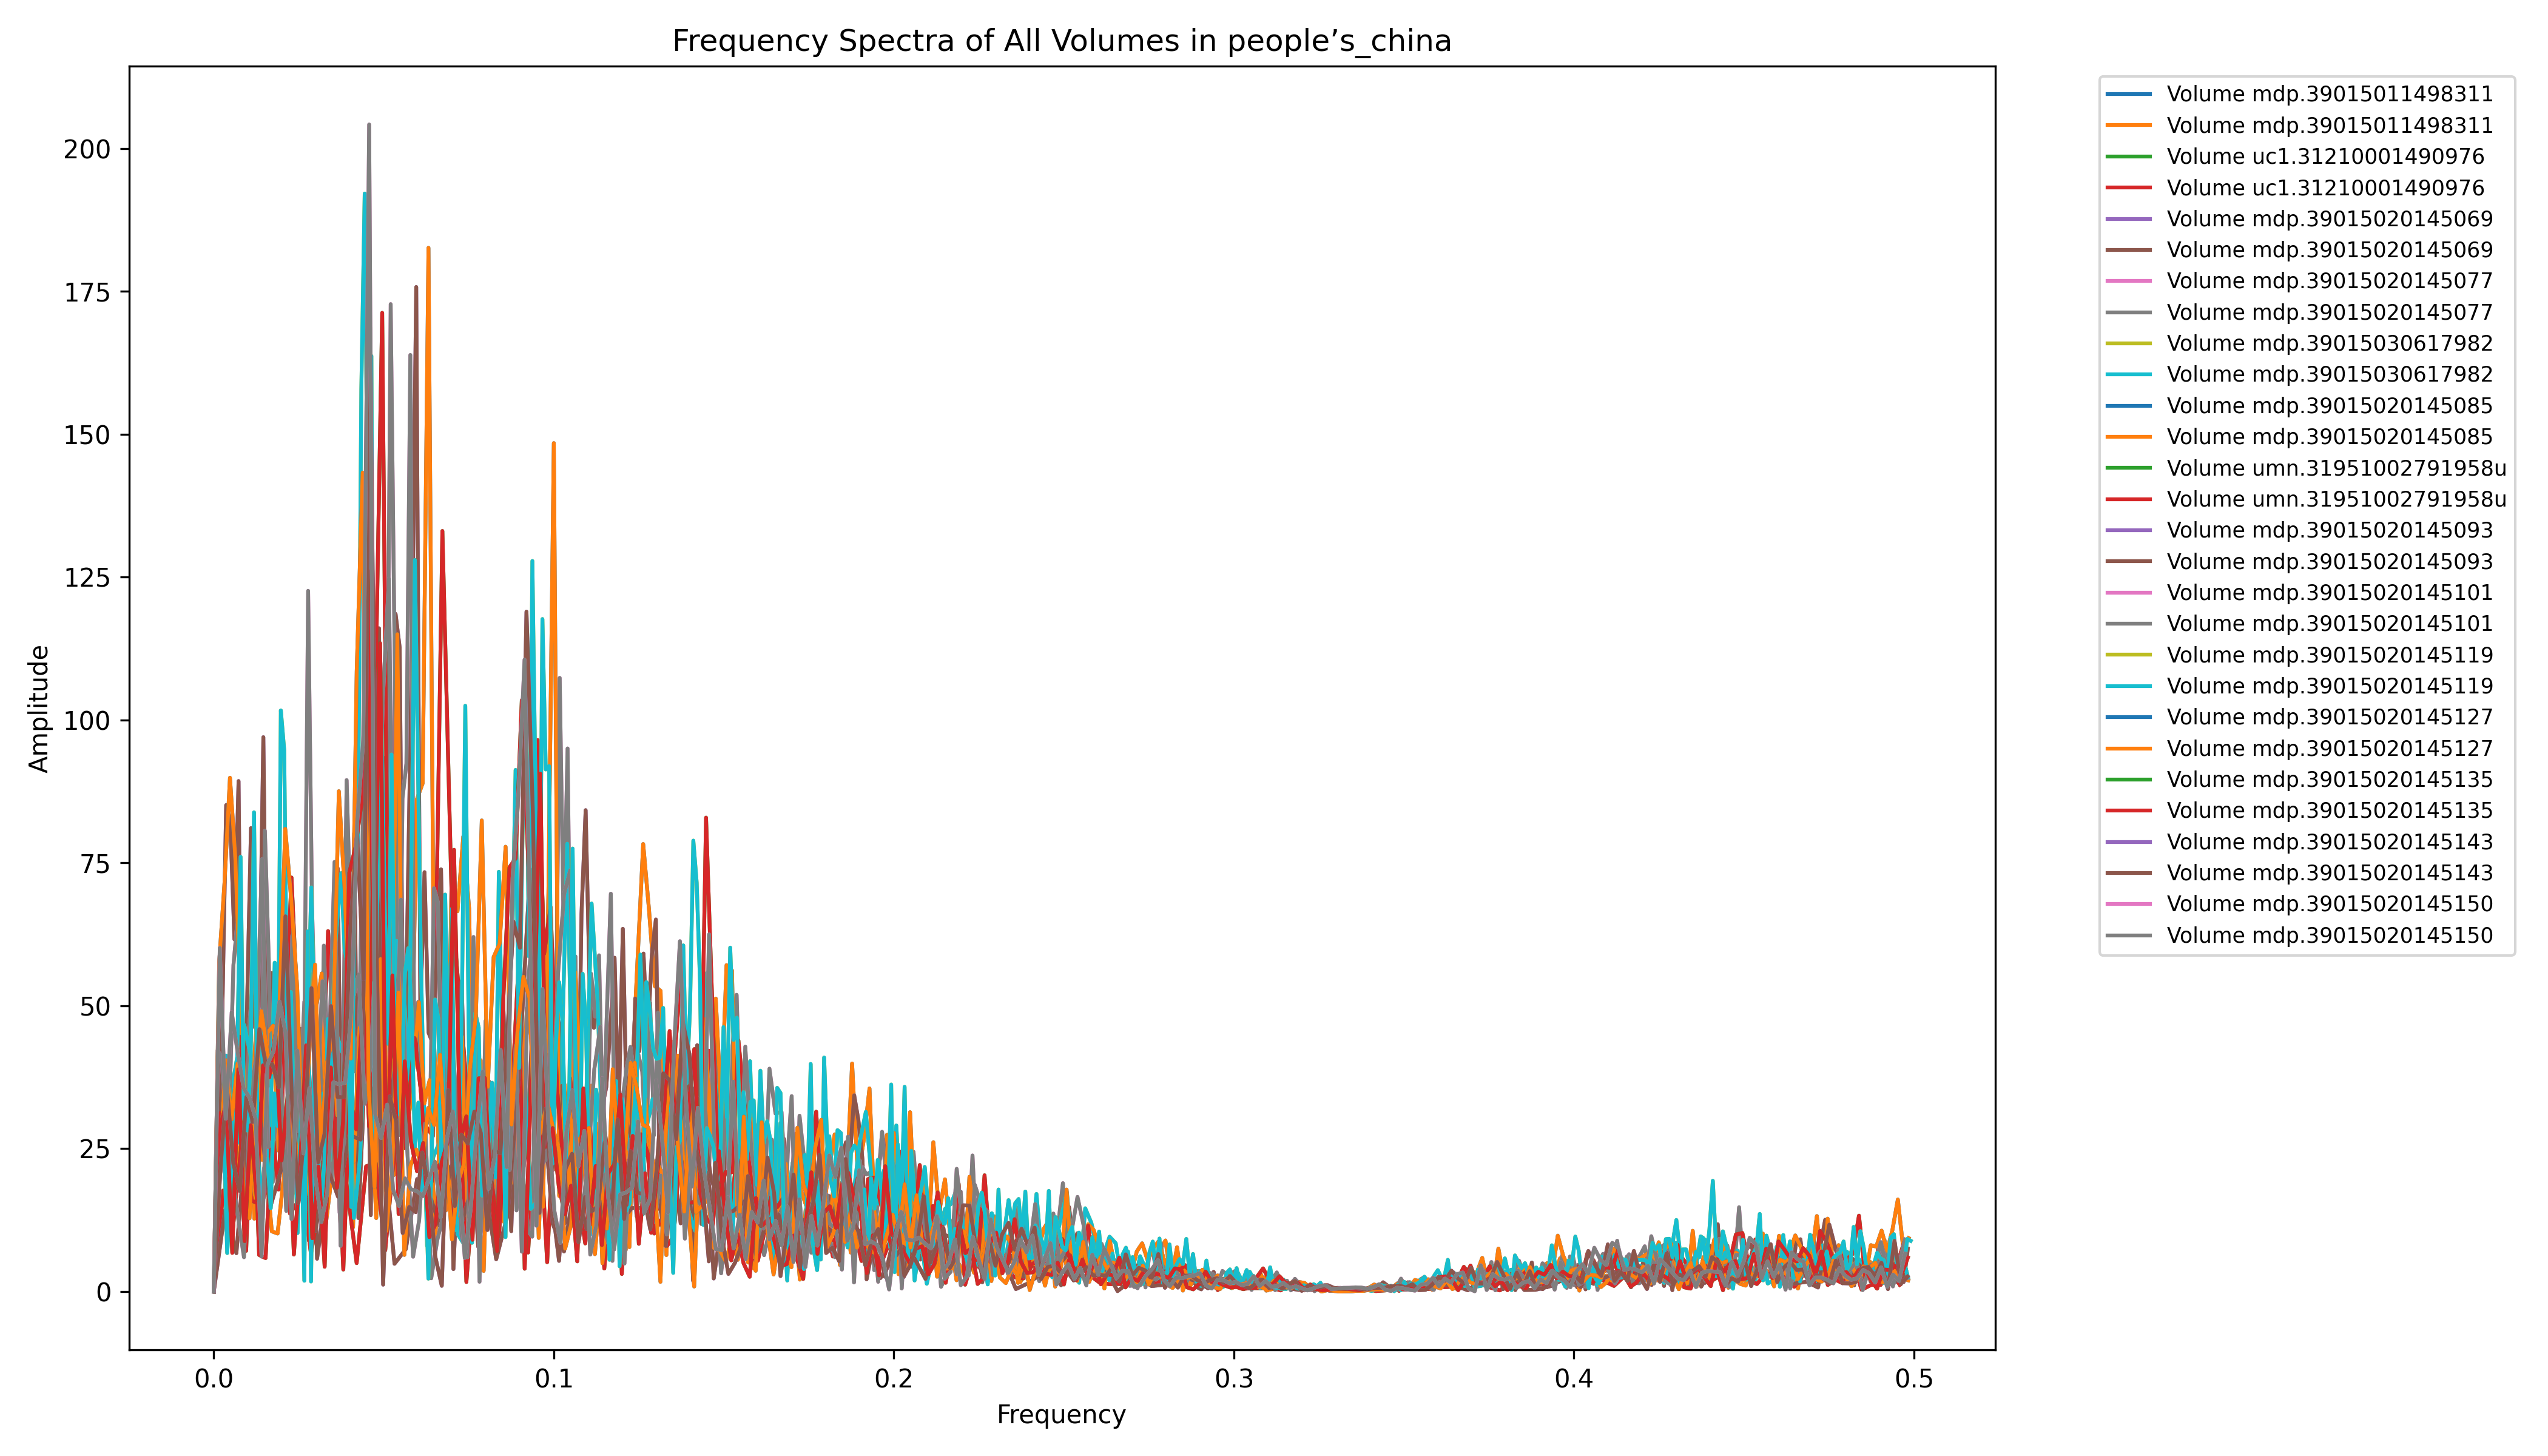 Frequency Spectra of All Volumes in people’s_china
200
175
150
125
100
75
50
25
0
Amplitude
0.0 0.1 0.2 0.3 0.4 0.5
Frequency
Volume mdp.39015011498311
Volume mdp.39015011498311
Volume uc1.31210001490976
Volume uc1.31210001490976
Volume mdp.39015020145069
Volume mdp.39015020145069
Volume mdp.39015020145077
Volume mdp.39015020145077
Volume mdp.39015030617982
Volume mdp.39015030617982
Volume mdp.39015020145085
Volume mdp.39015020145085
Volume umn.31951002791958u
Volume umn.31951002791958u
Volume mdp.39015020145093
Volume mdp.39015020145093
Volume mdp.39015020145101
Volume mdp.39015020145101
Volume mdp.39015020145119
Volume mdp.39015020145119
Volume mdp.39015020145127
Volume mdp.39015020145127
Volume mdp.39015020145135
Volume mdp.39015020145135
Volume mdp.39015020145143
Volume mdp.39015020145143
Volume mdp.39015020145150
Volume mdp.39015020145150